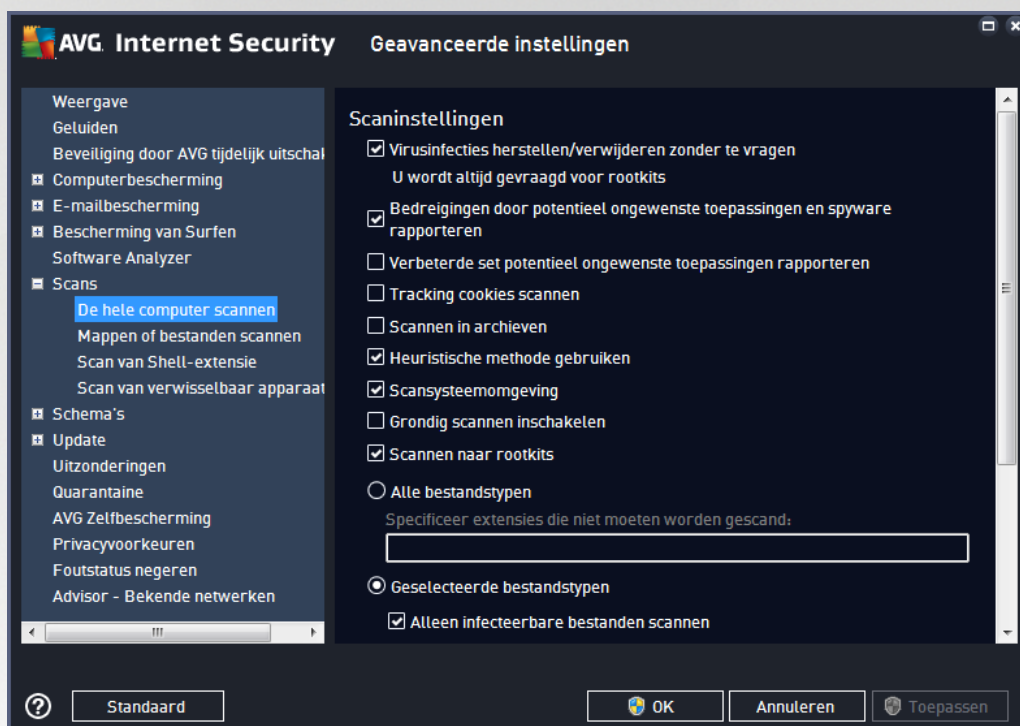 AVG. Internet Security
Geavanceerde instellingen
Weergave
Geluiden
Beveiliging door AVG tijdelijk
Computerbescherming
E-mailbescherming
Bescherming van Surfen
Software Analyzer
Scans
De hele computer scannen
Mappen of bestanden scannen
Scan van Shell-extensie
Scan van verwisselbaar apparaat
Schema's
Update
Uitzonderingen
Quarantaine
AVG Zelfbescherming
Privacyvoorkeuren
Foutstatus negeren
Advisor - Bekende netwerken
Scaninstellingen
Virusinfecties herstellen/verwijderen zonder te vragen
U wordt altijd gevraagd voor rootkits
Bedreigingen door potentieel ongewenste toepassingen en spyware
rapporteren
Verbeterde set potentieel ongewenste toepassingen rapporteren
Tracking cookies scannen
Scannen in archieven
Heuristische methode gebruiken
Scansysteemomgeving
Grondig scannen inschakelen
Scannen naar rootkits
Alle bestandstypen
Specificeer extensies die niet moeten worden gescand:
Geselecteerde bestandstypen
Alleen infecteerbare bestanden scannen
?
Standaard
OK
Annuleren
Toepassen